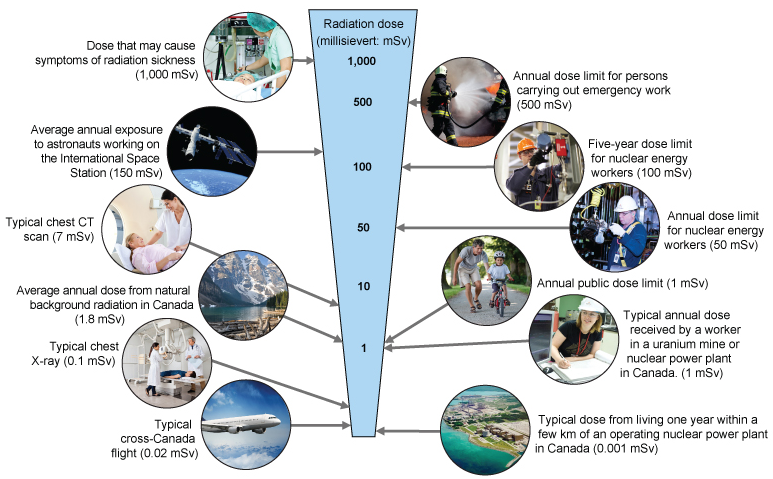 Radiation dose
(millisievert: mSv)
1,000
500
100
50
10
1
Dose that may cause
symptoms of radiation sickness
(1,000 mSv)
Average annual exposure
to astronauts working on
the International Space
Station (150 mSv)
Typical chest CT
scan (7 mSv)
Average annual dose from natural
background radiation in Canada
(1.8 mSv)
Typical chest
X-ray (0.1 mSv)
Typical
cross-Canada
flight (0.02 mSv)
Annual dose limit for persons
carrying out emergency work
(500 mSv)
Five-year dose limit
for nuclear energy
workers (100 mSv)
Annual dose limit
for nuclear energy
workers (50 mSv)
Annual public dose limit (1 mSv)
Typical annual dose
received by a worker
in a uranium mine or
nuclear power plant
in Canada. (1 mSv)
Typical dose from living one year within a
few km of an operating nuclear power plant
in Canada (0.001 mSv)